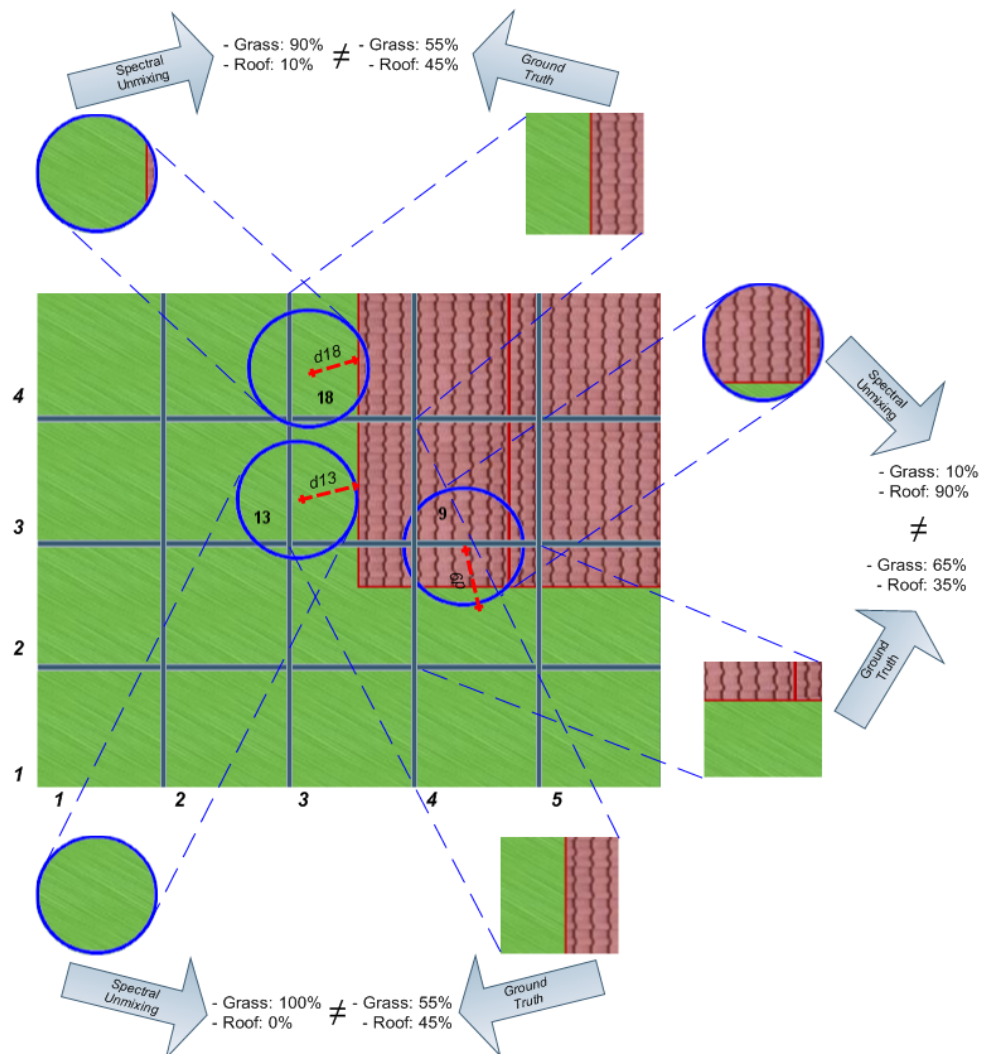 - Grass: 90% ≠ - Grass: 55%
- Roof: 10% - Roof: 45%
Spectral
Unmixing
Ground
Truth
d18
18
4
d13
13
9
d9
3
2
1
1 2 3 4 5
Spectral
Unmixing
- Grass: 10%
- Roof: 90%
≠
- Grass: 65%
- Roof: 35%
Ground
Truth
Spectral
Unmixing
- Grass: 100% ≠ - Grass: 55%
- Roof: 0% - Roof: 45%
Ground
Truth